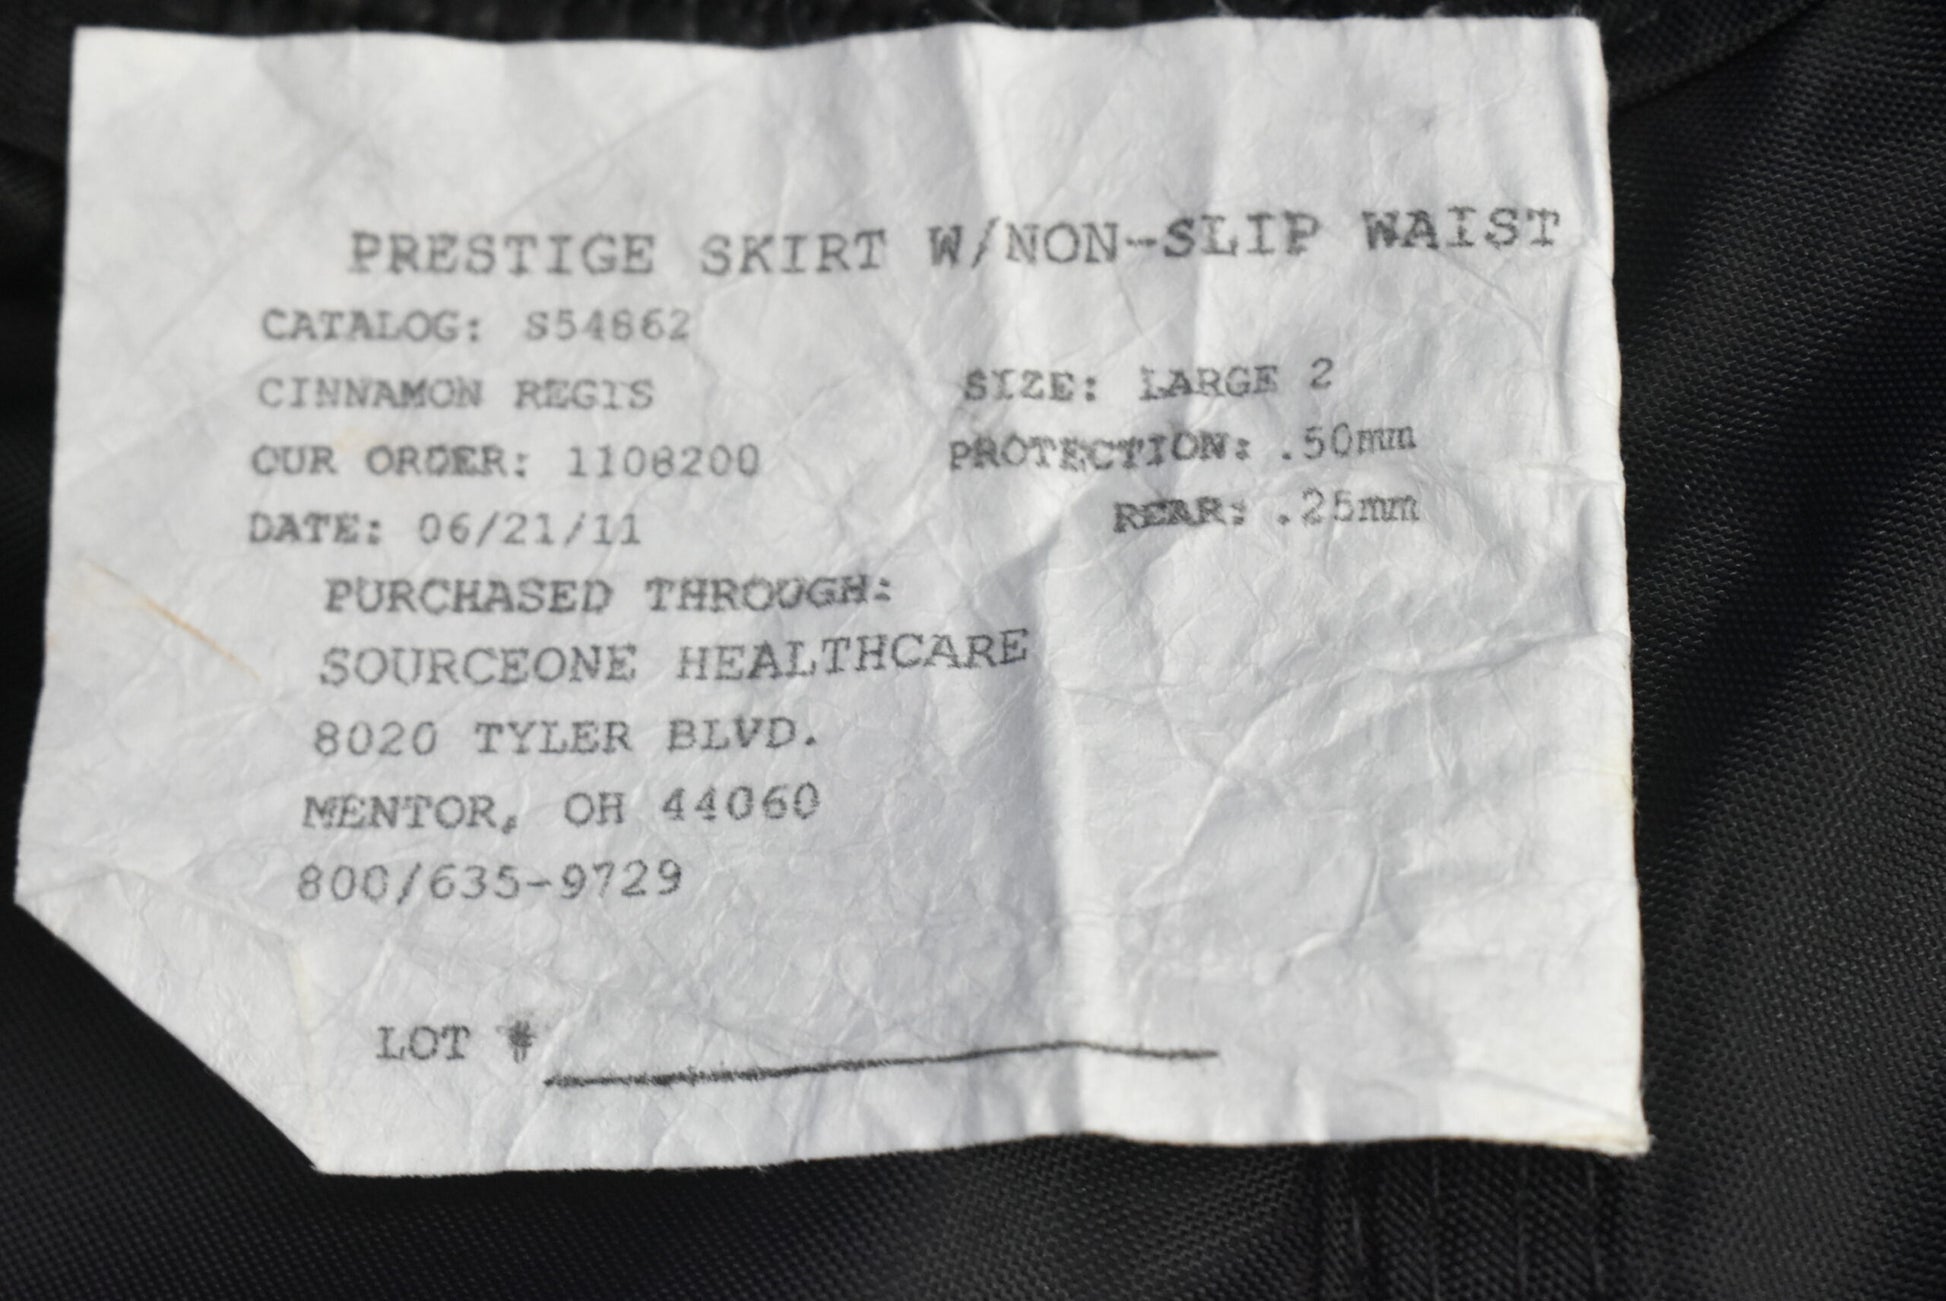 PRESTIGE SKIRT W/NON-SLIP WAIST
CATALOG: S54862
CINNAMON REGIS SIZE: LARGE 2
OUR ORDER: 1108200 PROTECTION: .50mm
DATE: 06/21/11 REAR: .25mm
PURCHASED THROUGH:
SOURCEONE HEALTHCARE
8020 TYLER BLVD.
MENTOR, OH 44060
800/635-9729
LOT #